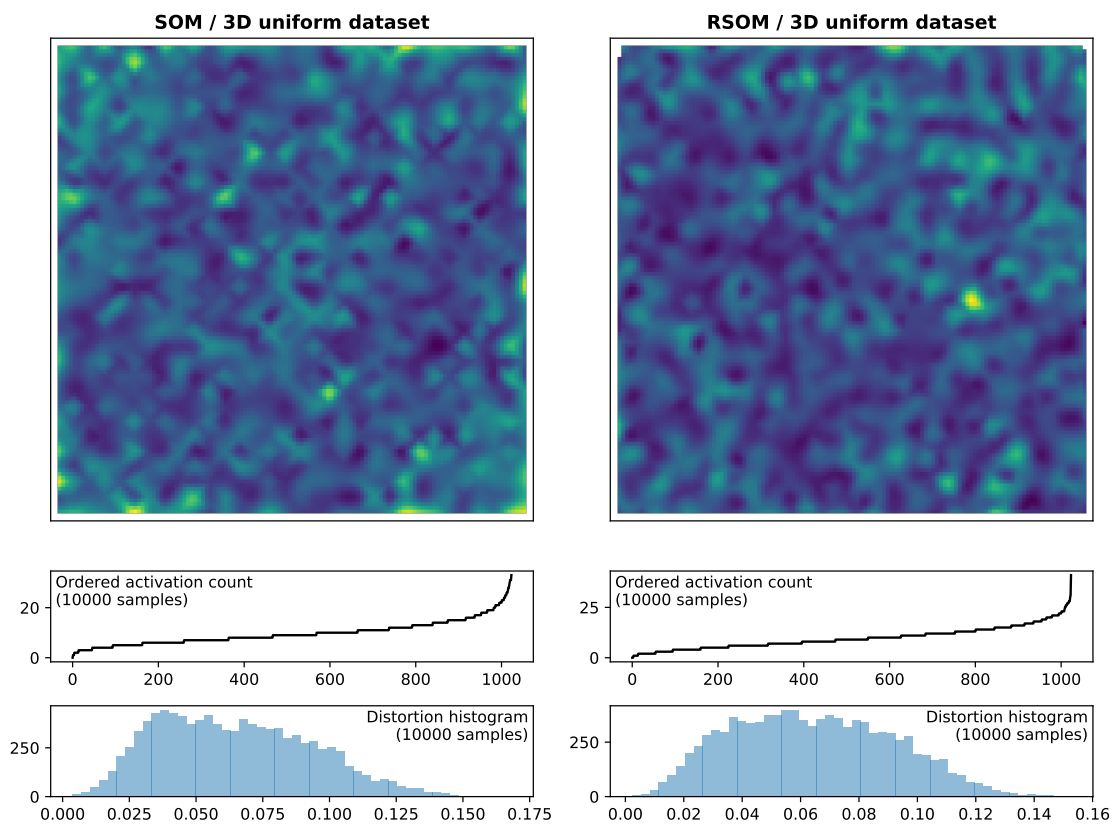 SOM / 3D uniform dataset
RSOM / 3D uniform dataset
Ordered activation count
(10000 samples)
20
0
0 200 400 600 800 1000
Ordered activation count
(10000 samples)
25
0
0 200 400 600 800 1000
Distortion histogram
(10000 samples)
250
0
0.000 0.025 0.050 0.075 0.100 0.125 0.150 0.175
Distortion histogram
(10000 samples)
250
0
0.00 0.02 0.04 0.06 0.08 0.10 0.12 0.14 0.16